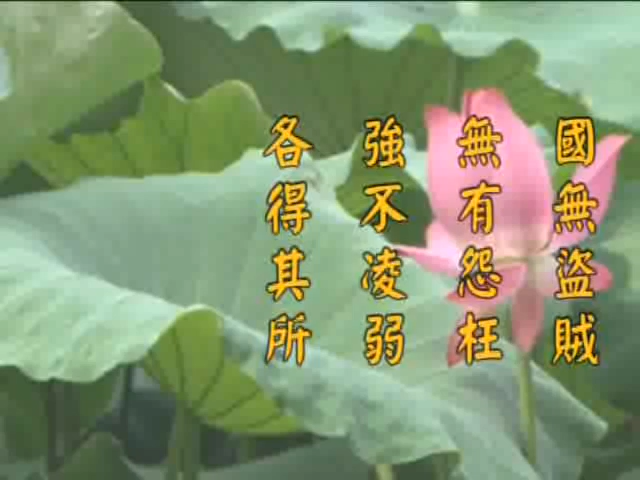 國無盜賊
無有怨枉
強不凌弱
各得其所